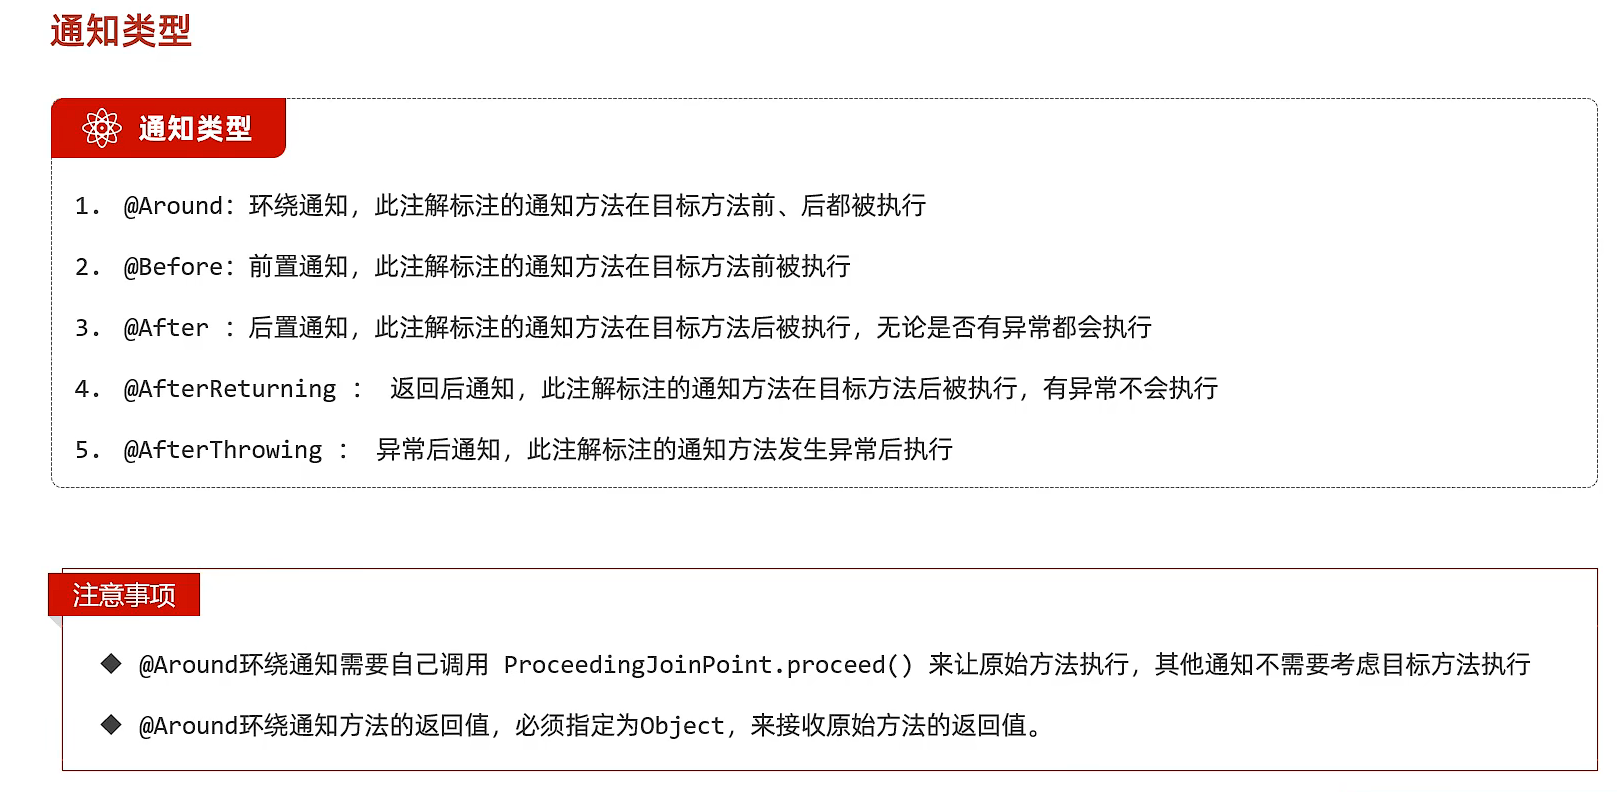 通知类型
通知类型
1. @Around：环绕通知，此注解标注的通知方法在目标方法前、后都被执行
2. @Before：前置通知，此注解标注的通知方法在目标方法前被执行
3. @After ：后置通知，此注解标注的通知方法在目标方法后被执行，无论是否有异常都会执行
4. @AfterReturning ： 返回后通知，此注解标注的通知方法在目标方法后被执行，有异常不会执行
5. @AfterThrowing ： 异常后通知，此注解标注的通知方法发生异常后执行
注意事项
◆ @Around环绕通知需要自己调用 ProceedingJoinPoint.proceed() 来让原始方法执行，其他通知不需要考虑目标方法执行
◆ @Around环绕通知方法的返回值，必须指定为Object，来接收原始方法的返回值。